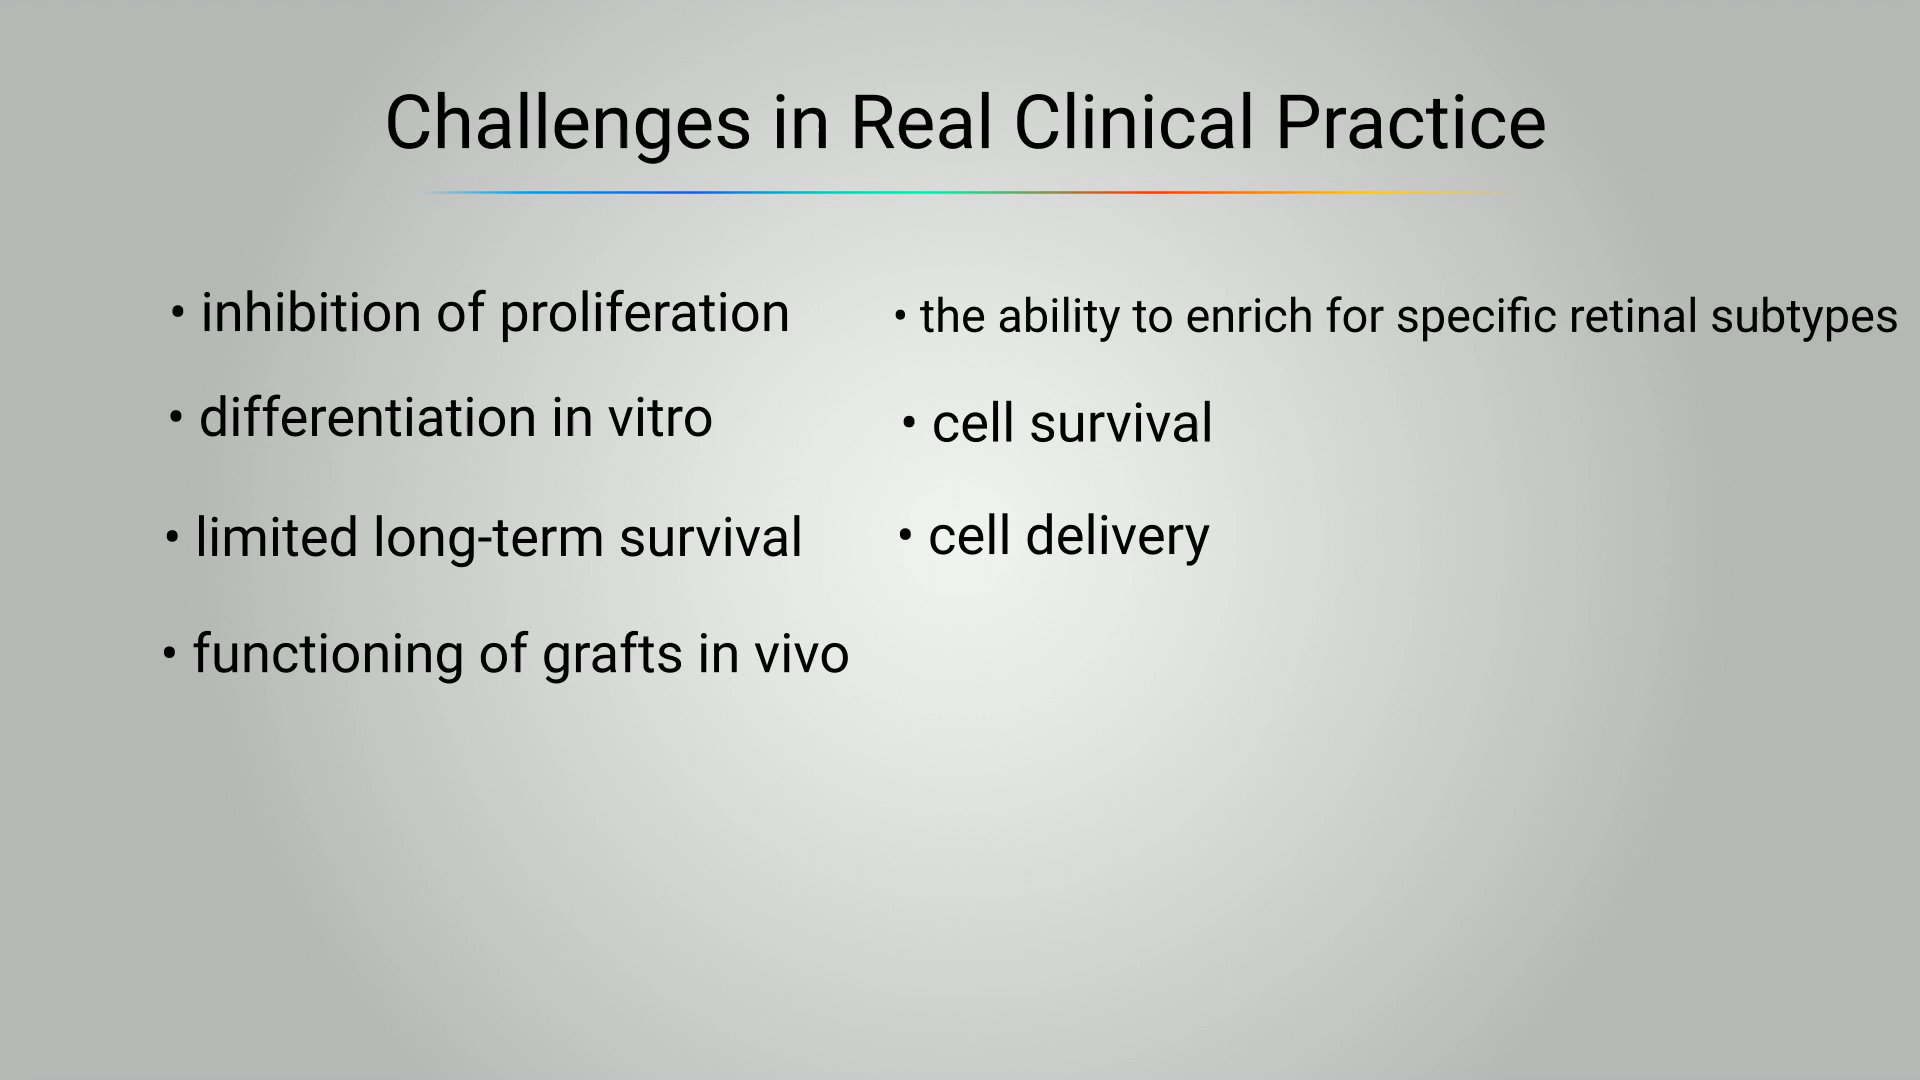 Challenges in Real Clinical Practice
• inhibition of proliferation
• differentiation in vitro
• limited long-term survival
• functioning of grafts in vivo
• the ability to enrich for specific retinal subtypes
• cell survival
• cell delivery